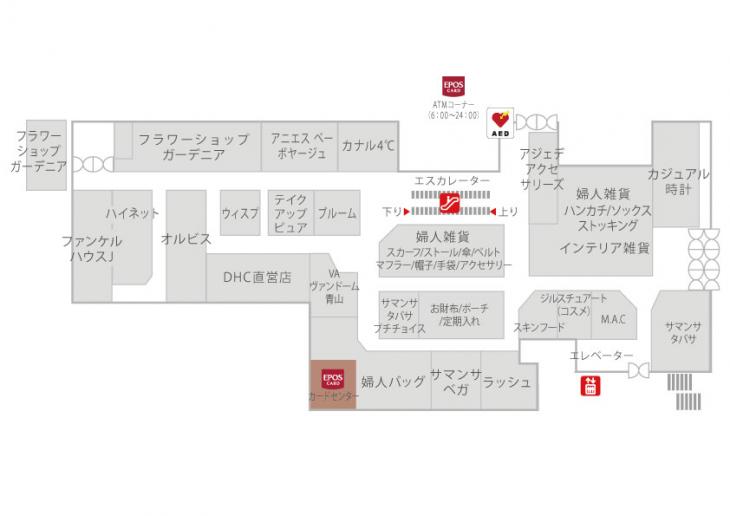 EPOS
CARD
ATMコーナー
(6:00～24:00)
AED
フラワー
ショップ
ガーデニア
フラワーショップ
ガーデニア
アニエス ベー
ボヤージュ
カナル4℃
アジェデ
アクセ
サリーズ
カジュアル
時計
エスカレーター
下り
上り
婦人雑貨
ハンカチ/ソックス
ストッキング
インテリア雑貨
ハイネット
ファンケル
ハウスJ
オルビス
ウィスプ
テイク
アップ
ピュア
ブルーム
婦人雑貨
スカーフ/ストール/傘/ベルト
マフラー/帽子/手袋/アクセサリー
DHC直営店
VA
ヴァンドーム
青山
サマンサ
タバサ
プチチョイス
お財布/ポーチ
/定期入れ
ジルスチュアート
(コスメ)
スキンフード
M.A.C
サマンサ
タバサ
エレベーター
EPOS
CARD
カードセンター
婦人バッグ
サマンサ
ベガ
ラッシュ